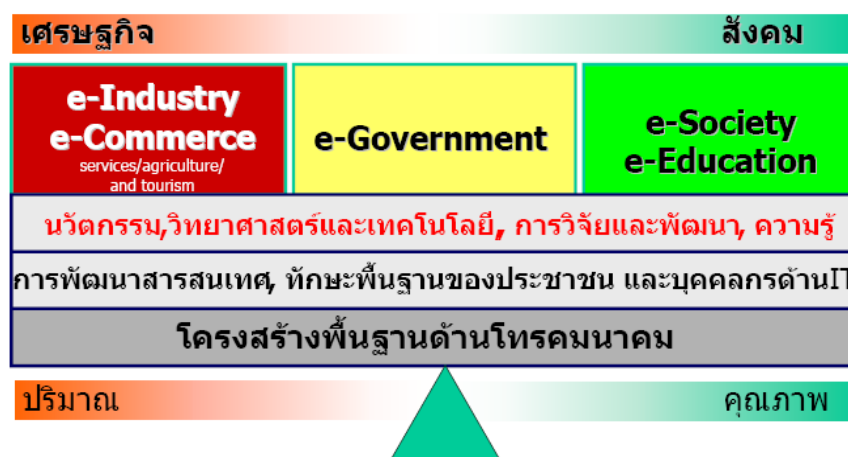 เศรษฐกิจ สังคม
e-Industry
e-Commerce
services/agriculture/
and tourism
e-Government
e-Society
e-Education
นวัตกรรม,วิทยาศาสตร์และเทคโนโลยี, การวิจัยและพัฒนา, ความรู้
การพัฒนาสารสนเทศ, ทักษะพื้นฐานของประชาชน และบุคคลกรด้านIT
โครงสร้างพื้นฐานด้านโทรคมนาคม
ปริมาณ คุณภาพ